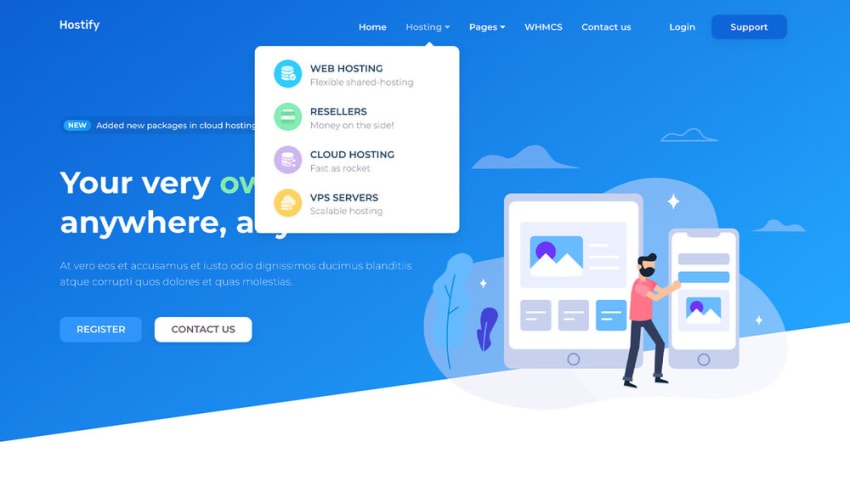 Hostify
Home Hosting Pages WHMCS Contact us Login Support
WEB HOSTING
Flexible shared-hosting
RESELLERS
Money on the side!
CLOUD HOSTING
Fast as rocket
VPS SERVERS
Scalable hosting
NEW Added new packages in cloud hosting
Your very
anywhere,
At vero eos et accusamus et iusto odio dignissimos ducimus blanditiis
atque corrupti quos dolores et quas molestias.
REGISTER CONTACT US